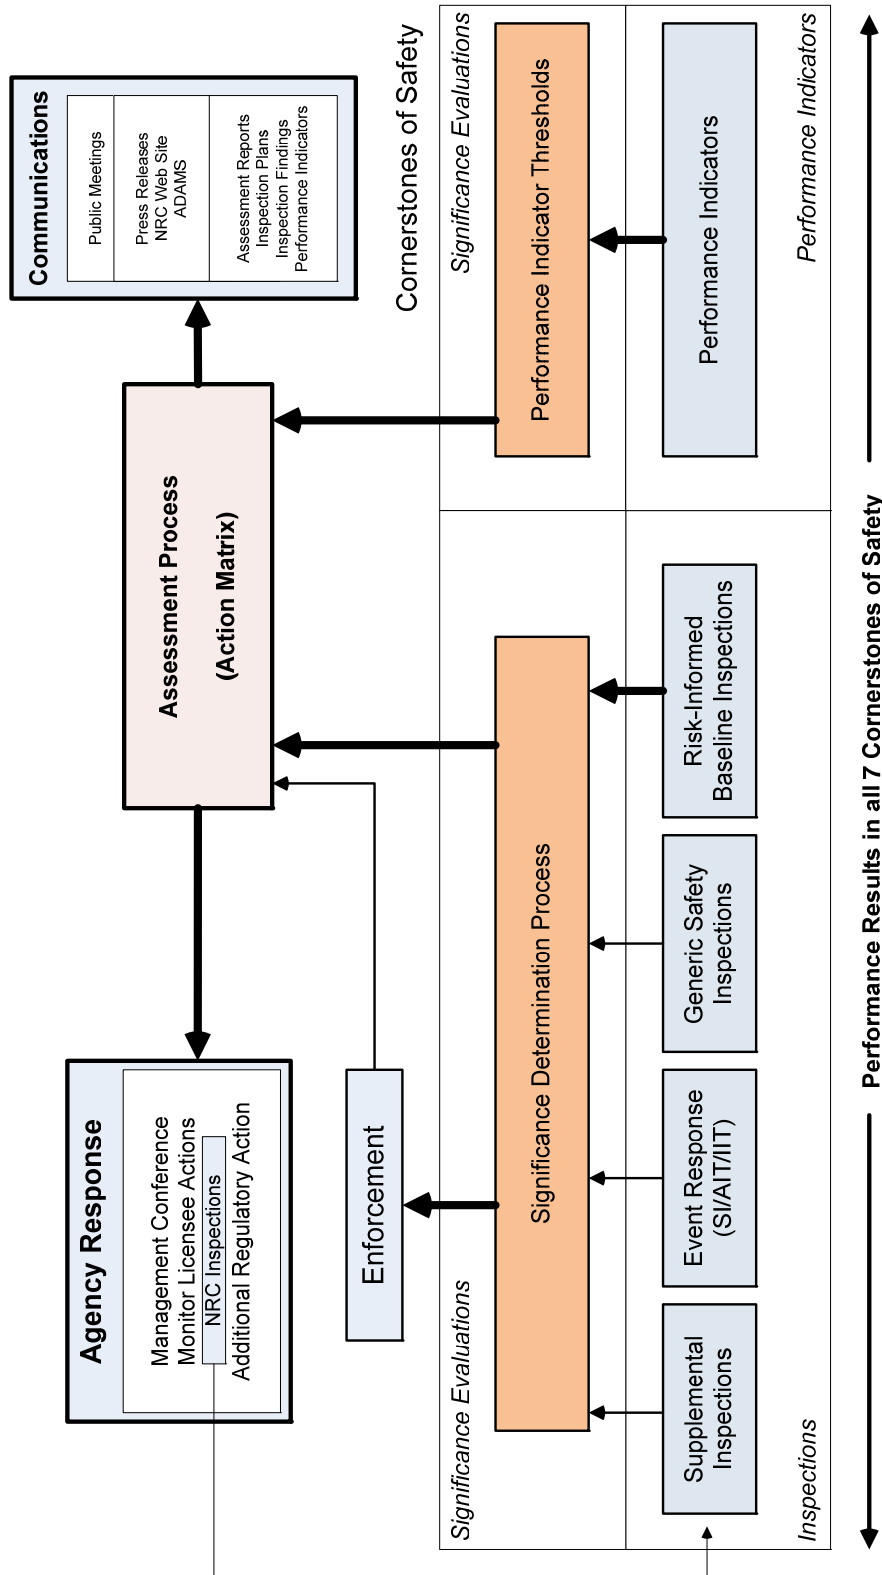 Agency Response
Management Conference
Monitor Licensee Actions
NRC Inspections
Additional Regulatory Action
Assessment Process
(Action Matrix)
Communications
Public Meetings
Press Releases
NRC Web Site
ADAMS
Assessment Reports
Inspection Plans
Inspection Findings
Performance Indicators
Enforcement
Cornerstones of Safety
Significance Evaluations
Significance Evaluations
Significance Determination Process
Performance Indicator Thresholds
Supplemental
Inspections
Event Response
(SI/AIT/IIT)
Generic Safety
Inspections
Risk-Informed
Baseline Inspections
Performance Indicators
Inspections
Performance Indicators
Performance Results in all 7 Cornerstones of Safety